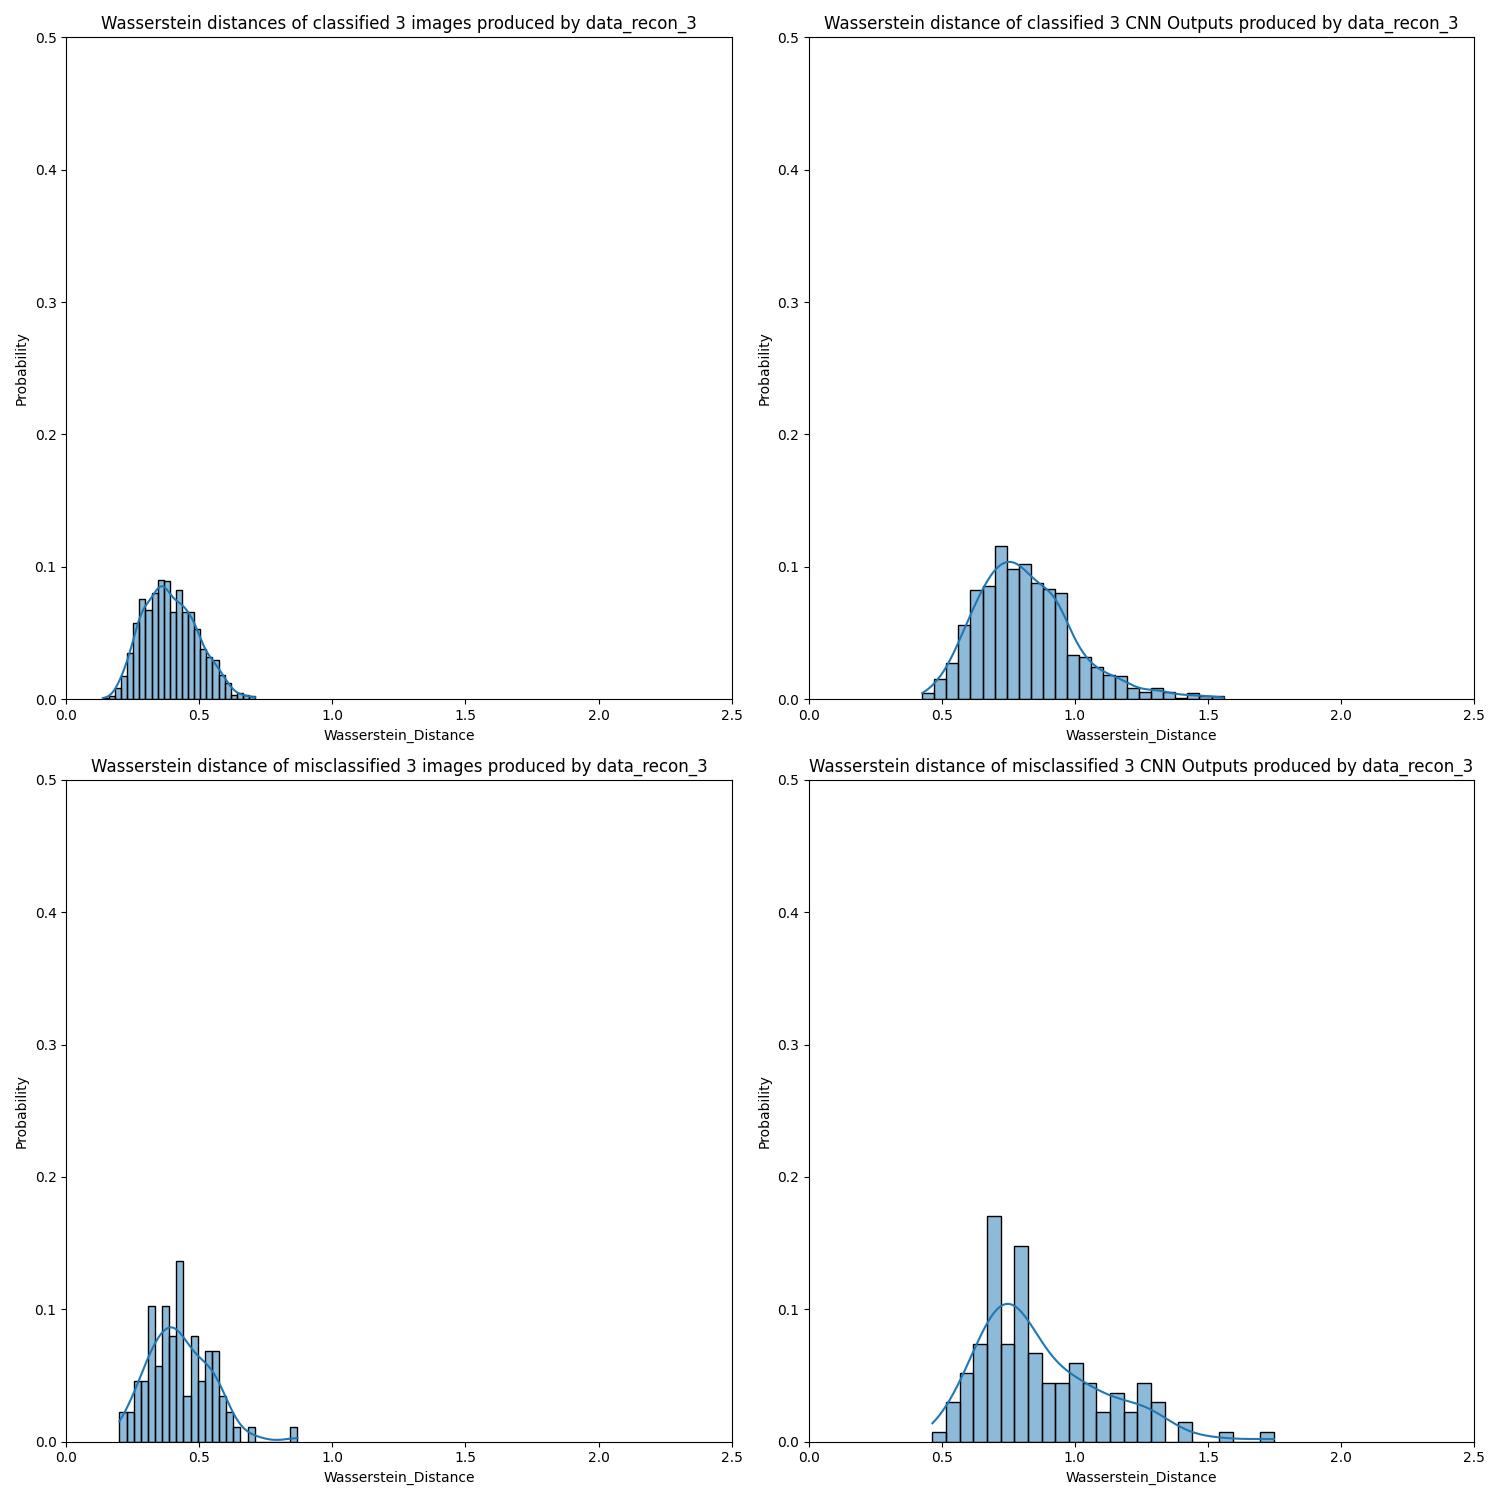 Wasserstein distances of classified 3 images produced by data_recon_3
0.5
0.4
0.3
0.2
0.1
0.0
Probability
0.0 0.5 1.0 1.5 2.0 2.5
Wasserstein_Distance
Wasserstein distance of classified 3 CNN Outputs produced by data_recon_3
0.5
0.4
0.3
0.2
0.1
0.0
Probability
0.0 0.5 1.0 1.5 2.0 2.5
Wasserstein_Distance
Wasserstein distance of misclassified 3 images produced by data_recon_3
0.5
0.4
0.3
0.2
0.1
0.0
Probability
0.0 0.5 1.0 1.5 2.0 2.5
Wasserstein_Distance
Wasserstein distance of misclassified 3 CNN Outputs produced by data_recon_3
0.5
0.4
0.3
0.2
0.1
0.0
Probability
0.0 0.5 1.0 1.5 2.0 2.5
Wasserstein_Distance